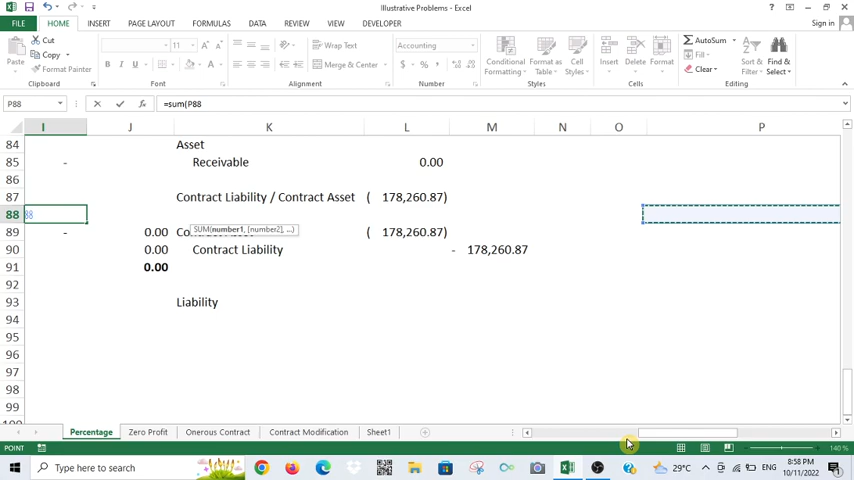 Illustrative Problems - Excel
FILE HOME INSERT PAGE LAYOUT FORMULAS DATA REVIEW VIEW DEVELOPER Sign in
Cut
Copy
Format Painter
Paste
Clipboard
11
Font
Wrap Text
Merge & Center
Alignment
Accounting
Number
Conditional Formatting
Format as Table
Cell Styles
Styles
Insert Delete Format
Cells
AutoSum
Fill
Clear
Sort & Filter
Find & Select
Editing
P88 =sum(P88
I J K L M N O P
84 Asset
85 - Receivable 0.00
86
87 Contract Liability / Contract Asset ( 178,260.87)
88 88
SUM(number1, [number2], ...)
89 - 0.00 ( 178,260.87)
90 0.00 Contract Liability - 178,260.87
91 0.00
92
93 Liability
94
95
96
97
98
99
Percentage Zero Profit Onerous Contract Contract Modification Sheet1
POINT 140 %
Type here to search 29°C ENG 8:58 PM
10/11/2022